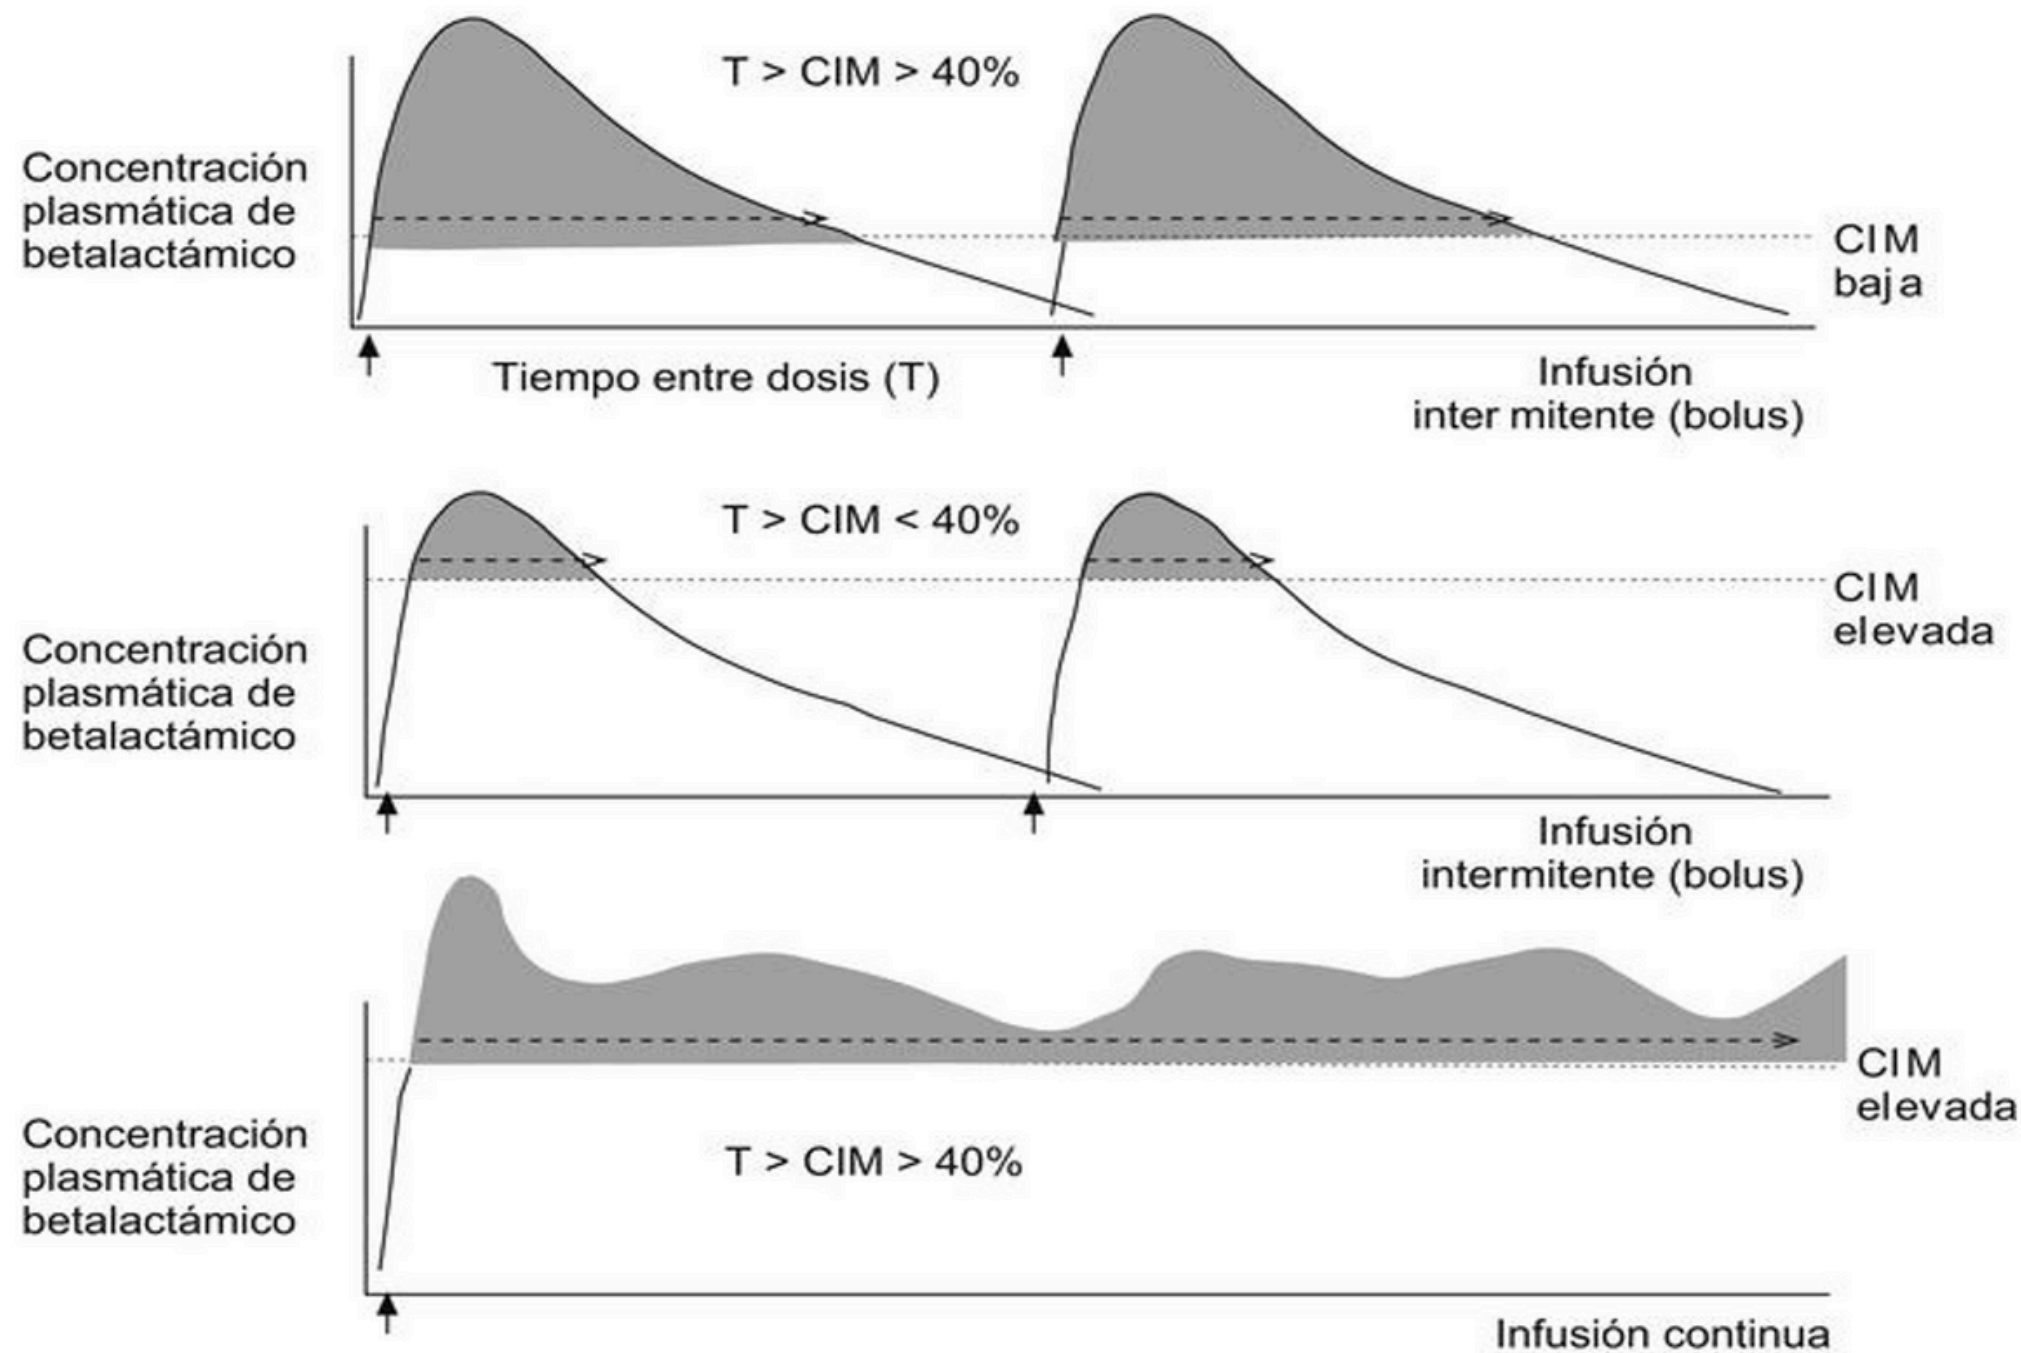 T > CIM > 40%
Concentración
plasmática de
betalactámico
CIM
baja
Tiempo entre dosis (T)
Infusión
inter mitente (bolus)
T > CIM < 40%
CIM
elevada
Concentración
plasmática de
betalactámico
Infusión
intermitente (bolus)
CIM
elevada
Concentración
plasmática de
betalactámico
T > CIM > 40%
Infusión continua